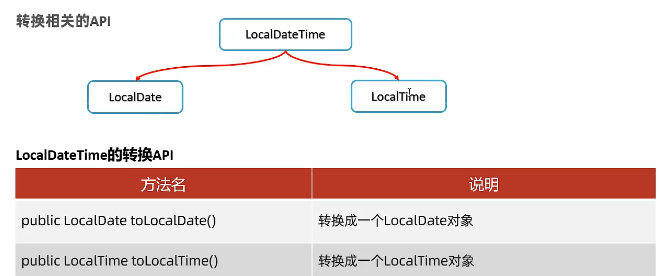 转换相关的API
LocalDateTime
LocalDate
LocalTime
LocalDateTime的转换API
方法名
说明
public LocalDate toLocalDate()
转换成一个LocalDate对象
public LocalTime toLocalTime()
转换成一个LocalTime对象